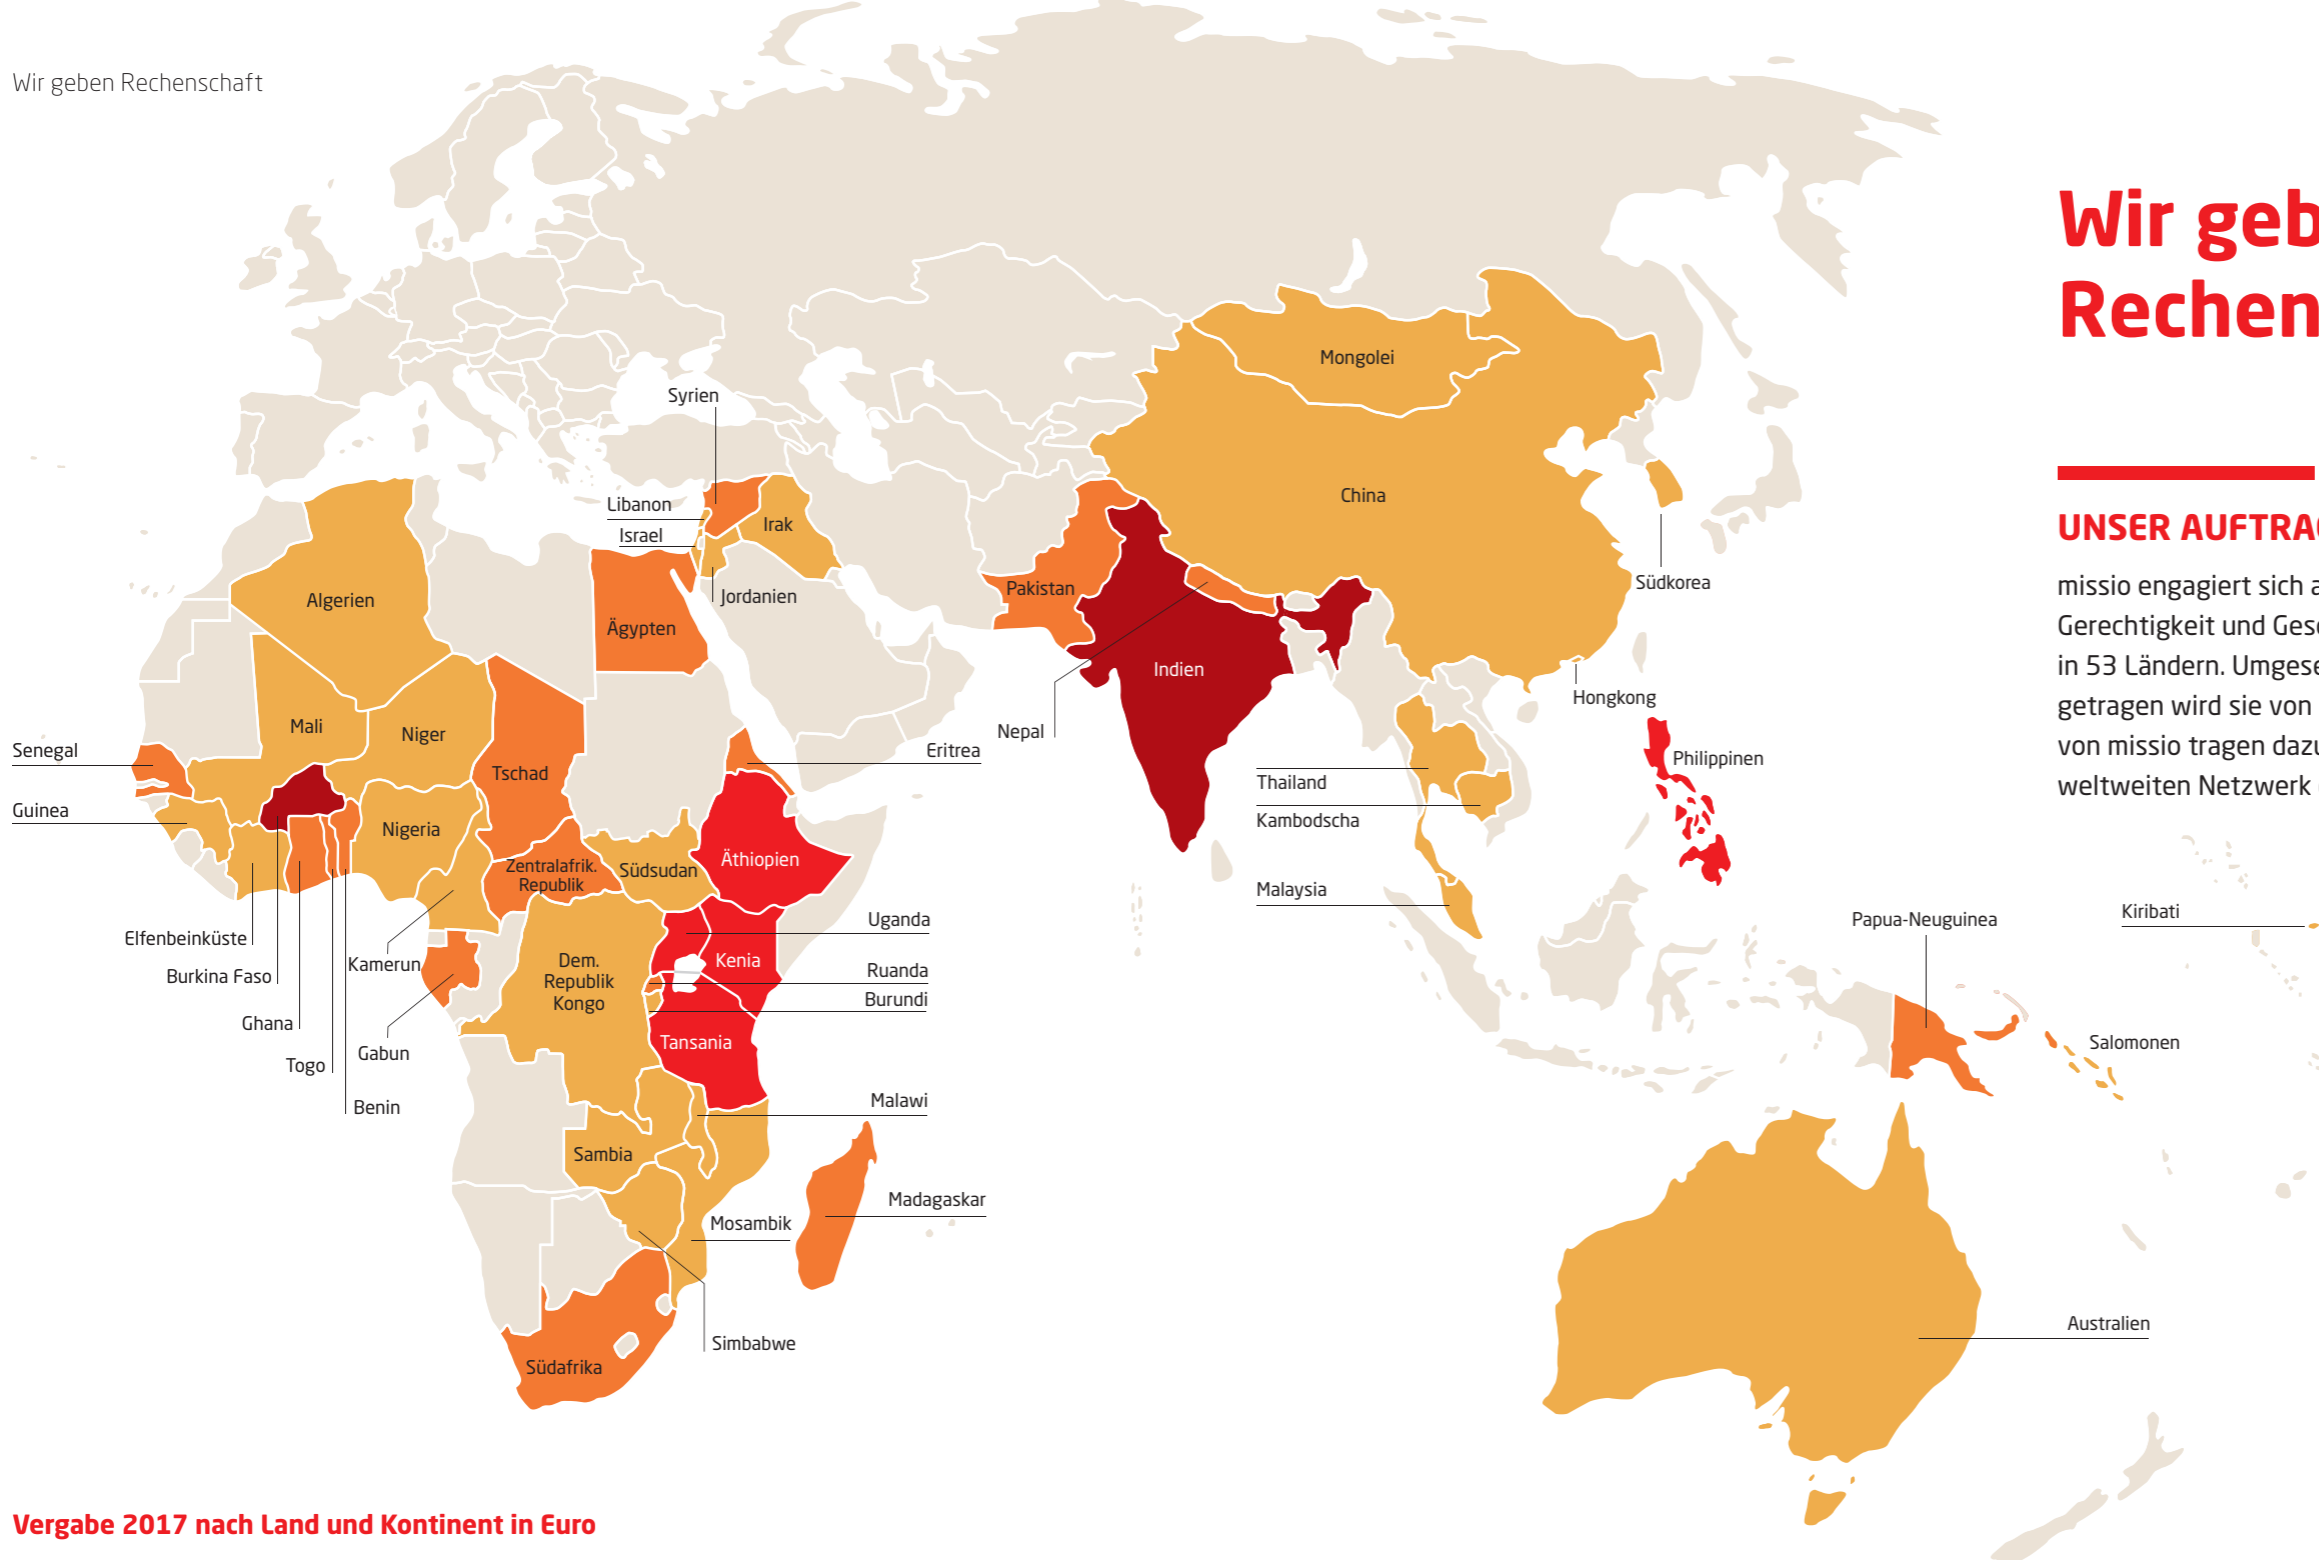 Wir geben Rechenschaft
Wir geb
Rechen
UNSER AUFTRA
missio engagiert sich a
Gerechtigkeit und Ges
in 53 Ländern. Umges
getragen wird sie von
von missio tragen dazu
weltweiten Netzwerk
Mongolei
Syrien
China
Libanon
Irak
Israel
Südkorea
Pakistan
Jordanien
Algerien
Ägypten
Indien
Hongkong
Mali
Niger
Nepal
Senegal
Eritrea
Philippinen
Tschad
Thailand
Guinea
Kambodscha
Nigeria
Äthiopien
Zentralafrik.
Republik
Südsudan
Malaysia
Kiribati
Papua-Neuguinea
Uganda
Elfenbeinküste
Kamerun
Kenia
Dem.
Republik
Kongo
Burkina Faso
Ruanda
Burundi
Ghana
Tansania
Salomonen
Gabun
Togo
Malawi
Benin
Sambia
Madagaskar
Mosambik
Australien
Simbabwe
Südafrika
Vergabe 2017 nach Land und Kontinent in Euro